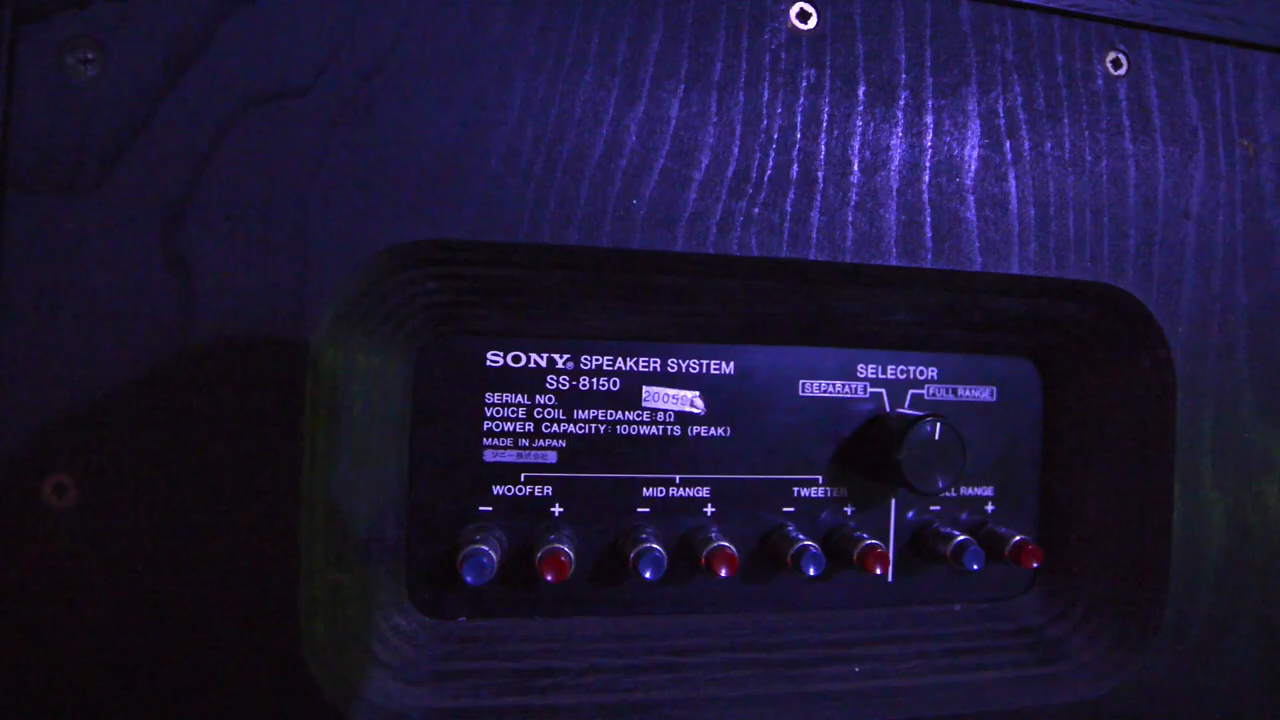 SONY® SPEAKER SYSTEM
SS-8150
SERIAL NO.
VOICE COIL IMPEDANCE:8Ω
POWER CAPACITY: 100WATTS (PEAK)
MADE IN JAPAN
ソニー株式会社
SELECTOR
SEPARATE FULL RANGE
WOOFER MID RANGE TWEETER RANGE
− + − + − + − +